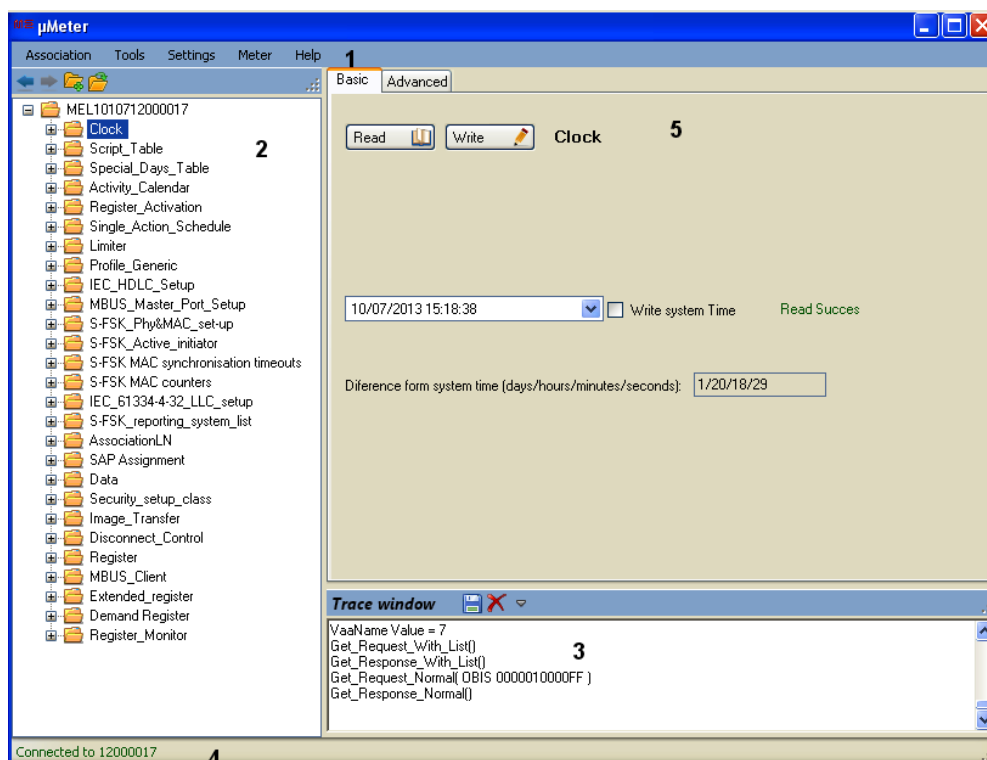 µMeter
Association Tools Settings Meter Help 1
Basic Advanced
MEL1010712000017
Clock
Script_Table
Special_Days_Table
Activity_Calendar
Register_Activation
Single_Action_Schedule
Limiter
Profile_Generic
IEC_HDLC_Setup
MBUS_Master_Port_Setup
S-FSK_Phy&MAC_set-up
S-FSK_Active_initiator
S-FSK MAC synchronisation timeouts
S-FSK MAC counters
IEC_61334-4-32_LLC_setup
S-FSK_reporting_system_list
AssociationLN
SAP Assignment
Data
Security_setup_class
Image_Transfer
Disconnect_Control
Register
MBUS_Client
Extended_register
Demand Register
Register_Monitor
2
Read Write Clock 5
10/07/2013 15:18:38 Write system Time Read Succes
Diference form system time (days/hours/minutes/seconds): 1/20/18/29
Trace window
VaaName Value = 7
Get_Request_With_List()
Get_Response_With_List()
Get_Request_Normal( OBIS 0000010000FF )
Get_Response_Normal()
3
Connected to 12000017 4